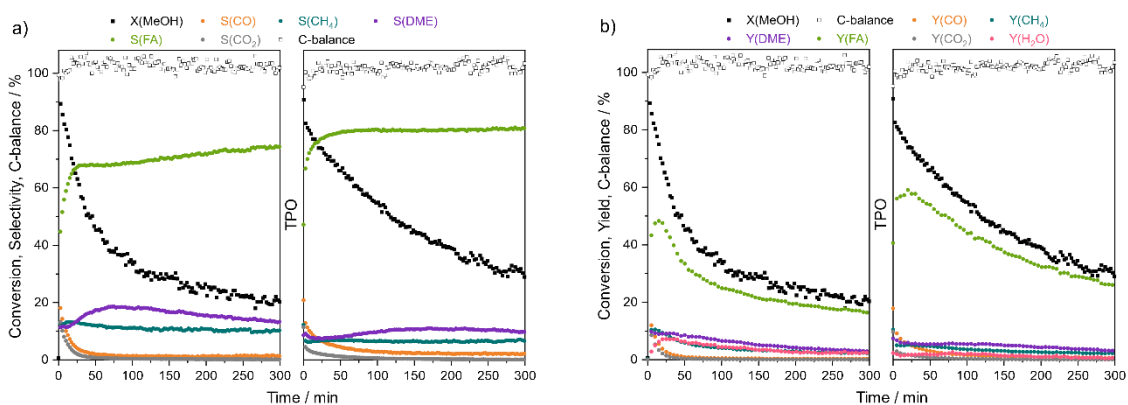 a)
X(MeOH) S(CO) S(CH₄) S(DME)
S(FA) S(CO₂) C-balance
Conversion, Selectivity, C-balance / %
100
80
60
40
20
0
TPO
0 50 100 150 200 250 300 0 50 100 150 200 250 300
Time / min
b)
X(MeOH) C-balance Y(CO) Y(CH₄)
Y(DME) Y(FA) Y(CO₂) Y(H₂O)
Conversion, Yield, C-balance / %
100
80
60
40
20
0
TPO
0 50 100 150 200 250 300 0 50 100 150 200 250 300
Time / min